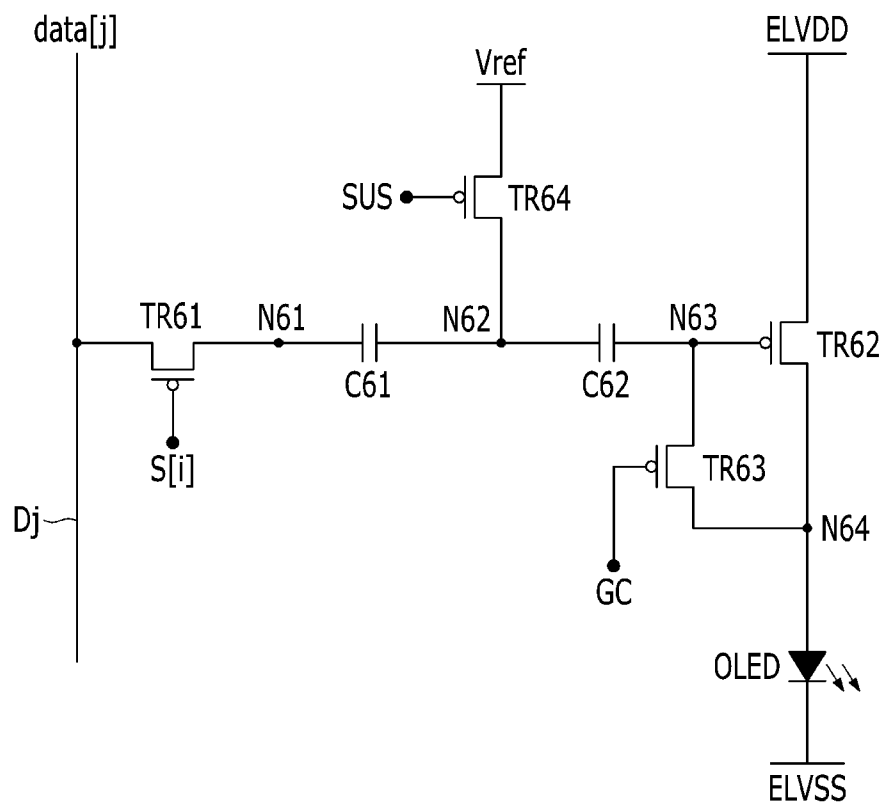 data[j]
ELVDD
Vref
SUS
TR64
TR61
N61
N62
N63
TR62
C61
C62
S[i]
TR63
Dj
N64
GC
OLED
ELVSS